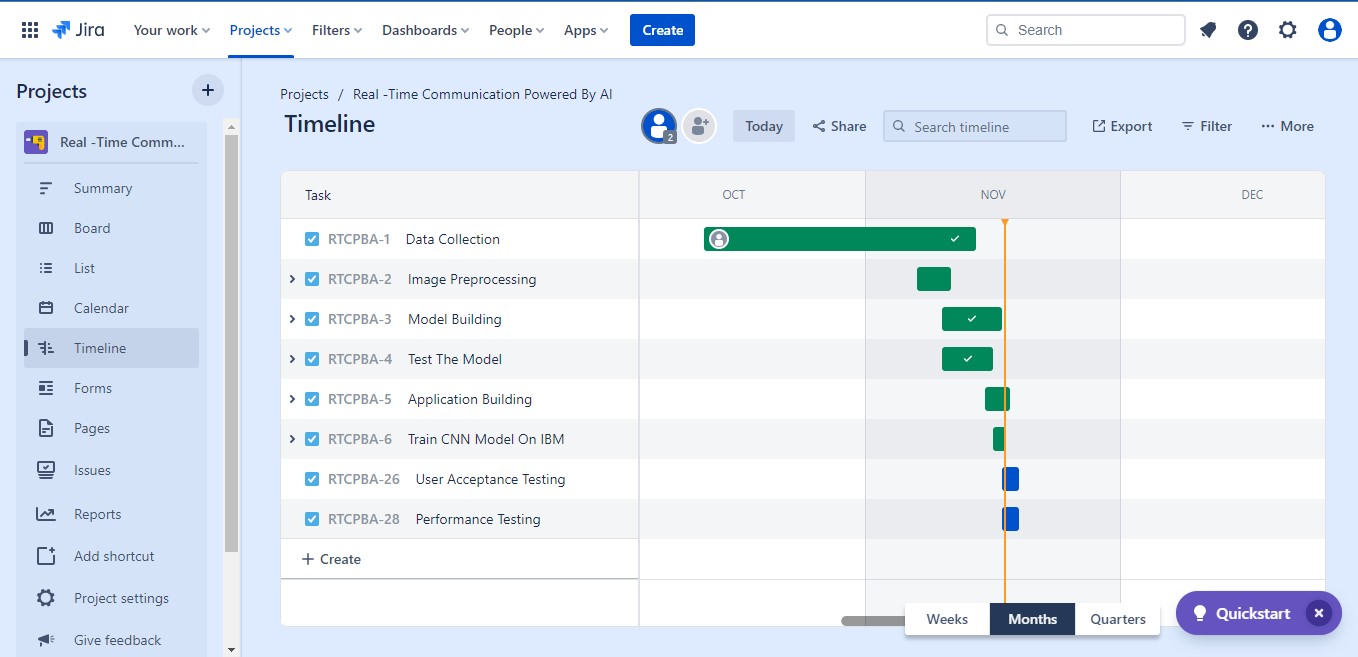 Jira Your work Projects Filters Dashboards People Apps Create Search
Projects
Real -Time Comm...
Summary
Board
List
Calendar
Timeline
Forms
Pages
Issues
Reports
Add shortcut
Project settings
Give feedback
Projects / Real -Time Communication Powered By AI
Timeline
2 Today Share Search timeline Export Filter More
Task OCT NOV DEC
RTCPBA-1 Data Collection
RTCPBA-2 Image Preprocessing
RTCPBA-3 Model Building
RTCPBA-4 Test The Model
RTCPBA-5 Application Building
RTCPBA-6 Train CNN Model On IBM
RTCPBA-26 User Acceptance Testing
RTCPBA-28 Performance Testing
+ Create
Weeks Months Quarters
Quickstart